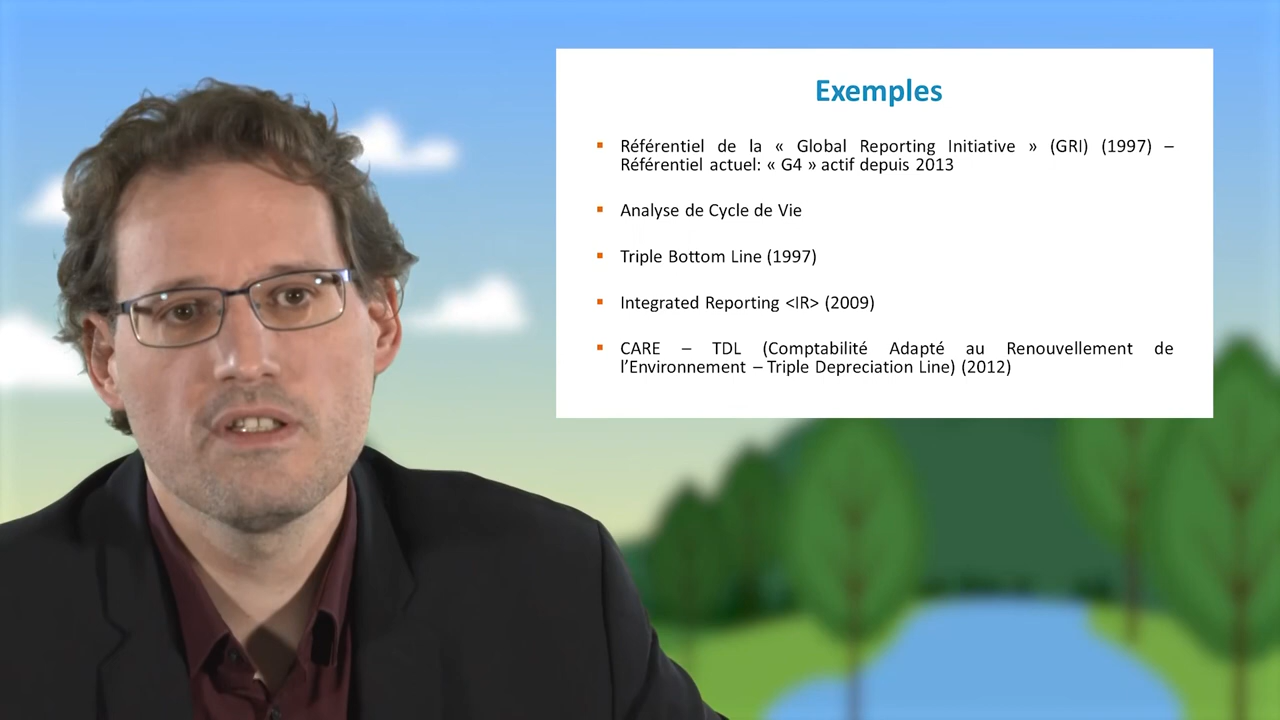 Exemples
Référentiel de la « Global Reporting Initiative » (GRI) (1997) –
Référentiel actuel: « G4 » actif depuis 2013
Analyse de Cycle de Vie
Triple Bottom Line (1997)
Integrated Reporting <IR> (2009)
CARE – TDL (Comptabilité Adapté au Renouvellement de
l'Environnement – Triple Depreciation Line) (2012)